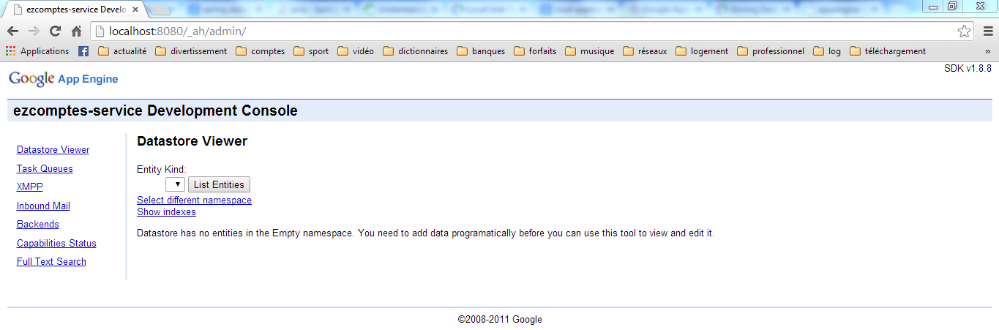 ezcomptes-service Develo
localhost:8080/_ah/admin/
Applications actualité divertissement comptes sport vidéo dictionnaires banques forfaits musique réseaux logement professionnel log téléchargement »
SDK v1.8.8
Google App Engine
ezcomptes-service Development Console
Datastore Viewer
Task Queues
XMPP
Inbound Mail
Backends
Capabilities Status
Full Text Search
Datastore Viewer
Entity Kind:
List Entities
Select different namespace
Show indexes
Datastore has no entities in the Empty namespace. You need to add data programatically before you can use this tool to view and edit it.
©2008-2011 Google